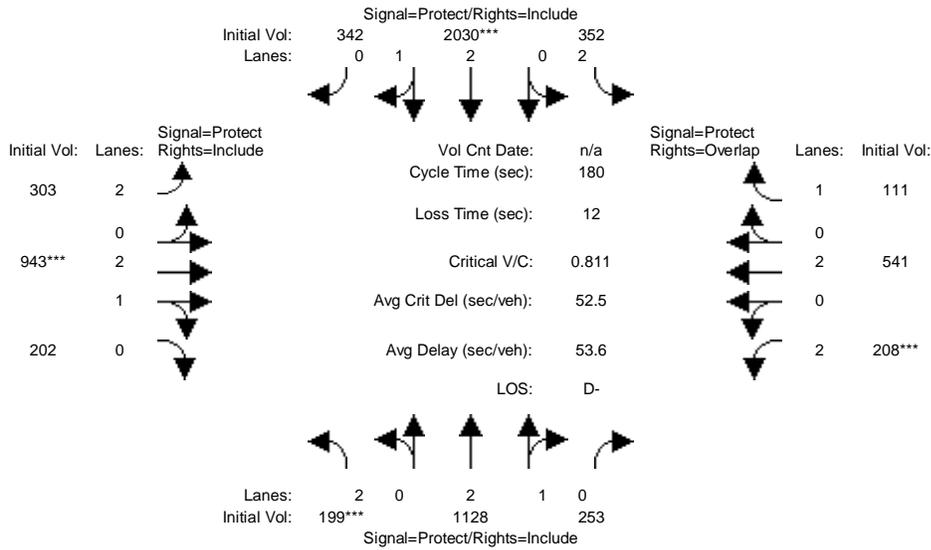 Signal=Protect/Rights=Include
Initial Vol: 342 2030*** 352
Lanes: 0 1 2 0 2
Signal=Protect
Rights=Include
Initial Vol: Lanes:
Signal=Protect
Rights=Overlap
Lanes: Initial Vol:
Vol Cnt Date: n/a
Cycle Time (sec): 180
303 2
1 111
Loss Time (sec): 12
0
0
943*** 2
Critical V/C: 0.811
2 541
1
Avg Crit Del (sec/veh): 52.5
0
202 0
Avg Delay (sec/veh): 53.6
2 208***
LOS: D-
Lanes: 2 0 2 1 0
Initial Vol: 199*** 1128 253
Signal=Protect/Rights=Include